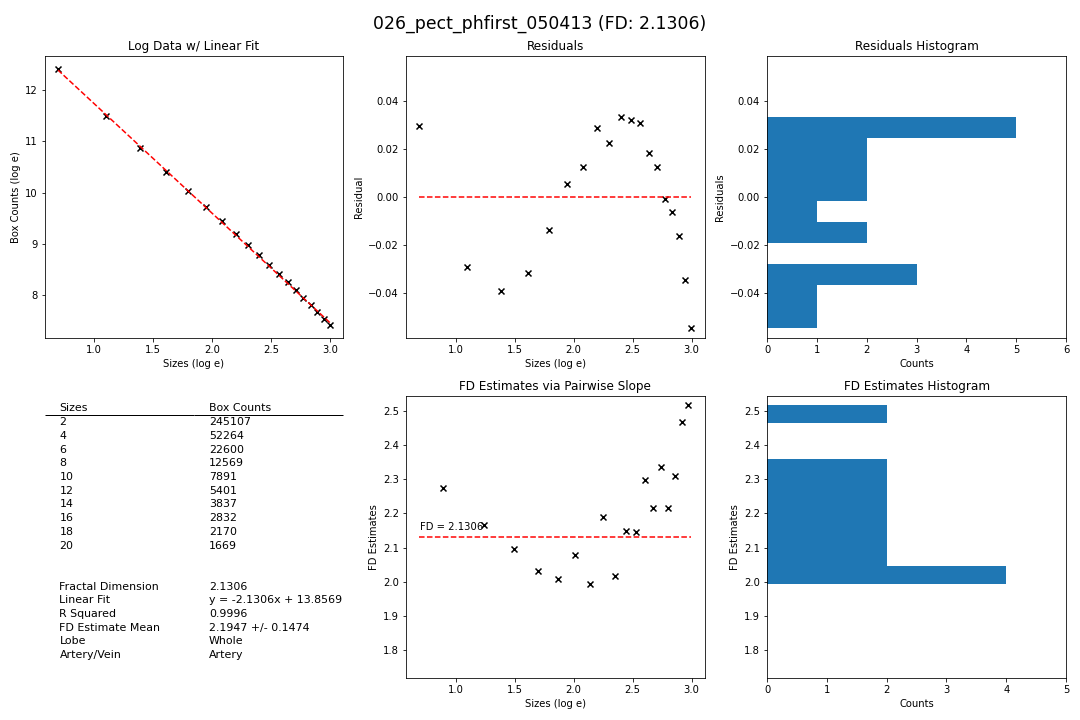 026_pect_phfirst_050413 (FD: 2.1306)
Log Data w/ Linear Fit
Box Counts (log e)
12
11
10
9
8
1.0 1.5 2.0 2.5 3.0
Sizes (log e)
Residuals
Residual
0.04
0.02
0.00
−0.02
−0.04
1.0 1.5 2.0 2.5 3.0
Sizes (log e)
Residuals Histogram
Residuals
0.04
0.02
0.00
−0.02
−0.04
0 1 2 3 4 5 6
Counts
Sizes Box Counts
2 245107
4 52264
6 22600
8 12569
10 7891
12 5401
14 3837
16 2832
18 2170
20 1669
Fractal Dimension 2.1306
Linear Fit y = -2.1306x + 13.8569
R Squared 0.9996
FD Estimate Mean 2.1947 +/- 0.1474
Lobe Whole
Artery/Vein Artery
FD Estimates via Pairwise Slope
FD Estimates
2.5
2.4
2.3
2.2
2.1
2.0
1.9
1.8
FD = 2.1306
1.0 1.5 2.0 2.5 3.0
Sizes (log e)
FD Estimates Histogram
FD Estimates
2.5
2.4
2.3
2.2
2.1
2.0
1.9
1.8
0 1 2 3 4 5
Counts